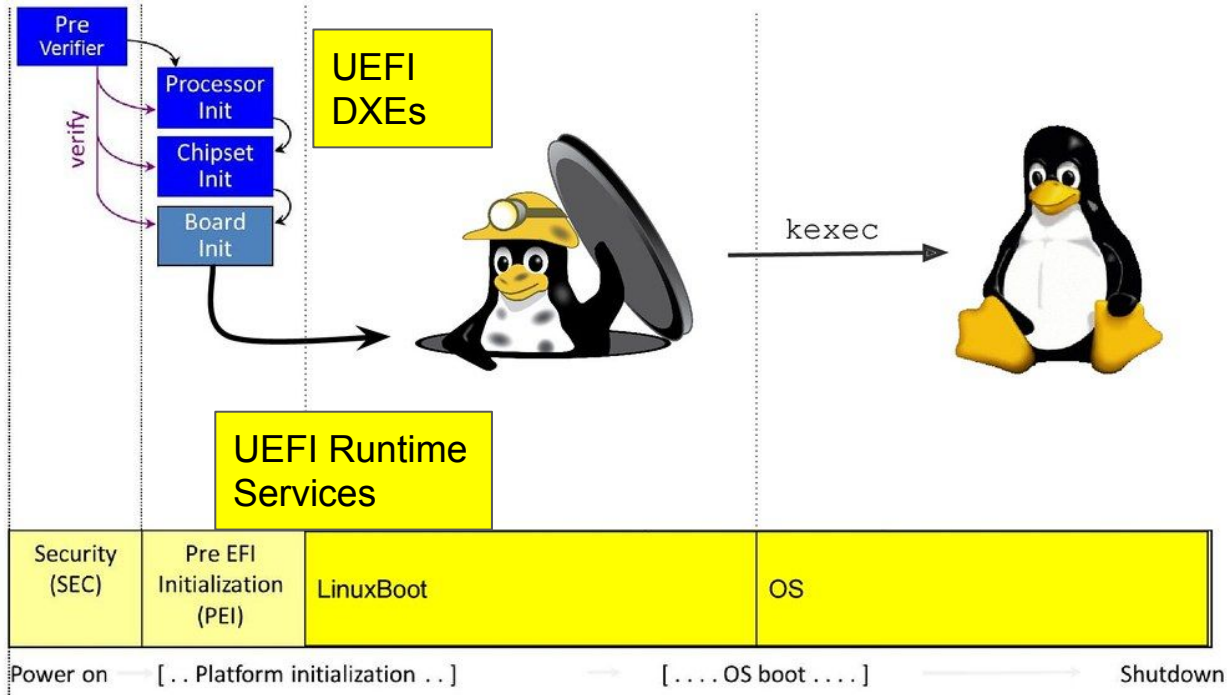 Pre
Verifier
UEFI
DXEs
Processor
Init
verify
Chipset
Init
Board
Init
kexec
UEFI Runtime
Services
Security
(SEC)
Pre EFI
Initialization
(PEI)
LinuxBoot
OS
Power on
[ . . Platform initialization . . ]
[ . . . . OS boot . . . . ]
Shutdown